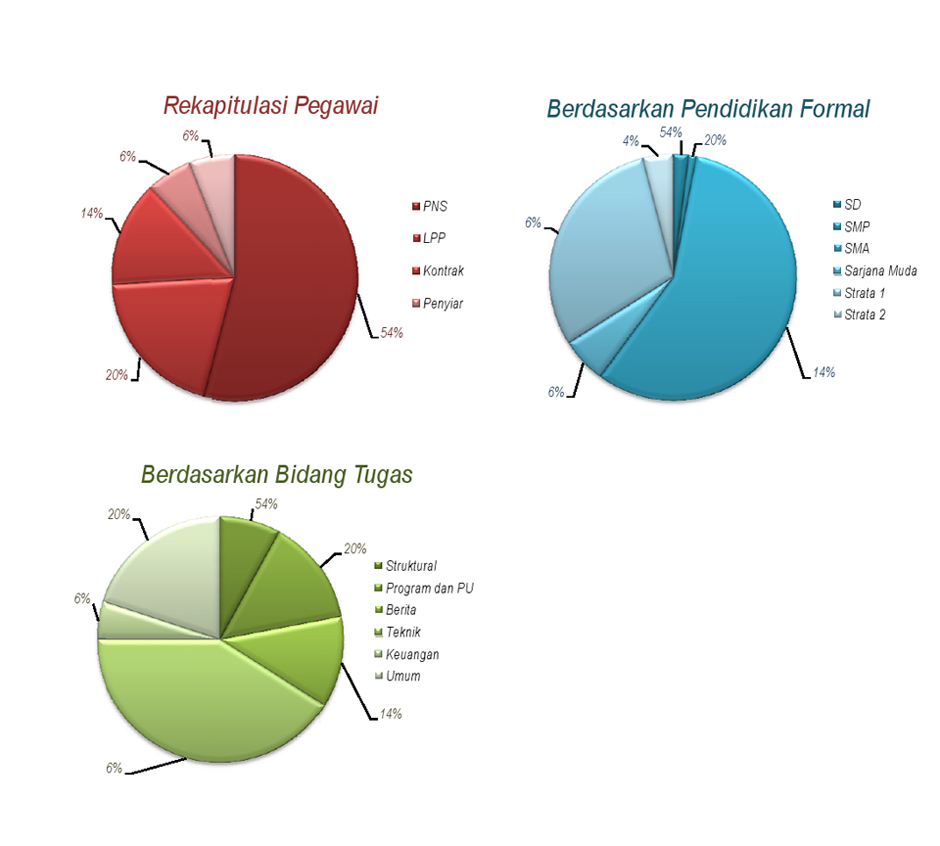 Rekapitulasi Pegawai
6%
6%
14%
20%
54%
PNS
LPP
Kontrak
Penyiar
Berdasarkan Pendidikan Formal
4%
54%
20%
6%
6%
14%
SD
SMP
SMA
Sarjana Muda
Strata 1
Strata 2
Berdasarkan Bidang Tugas
20%
54%
20%
6%
14%
6%
Struktural
Program dan PU
Berita
Teknik
Keuangan
Umum